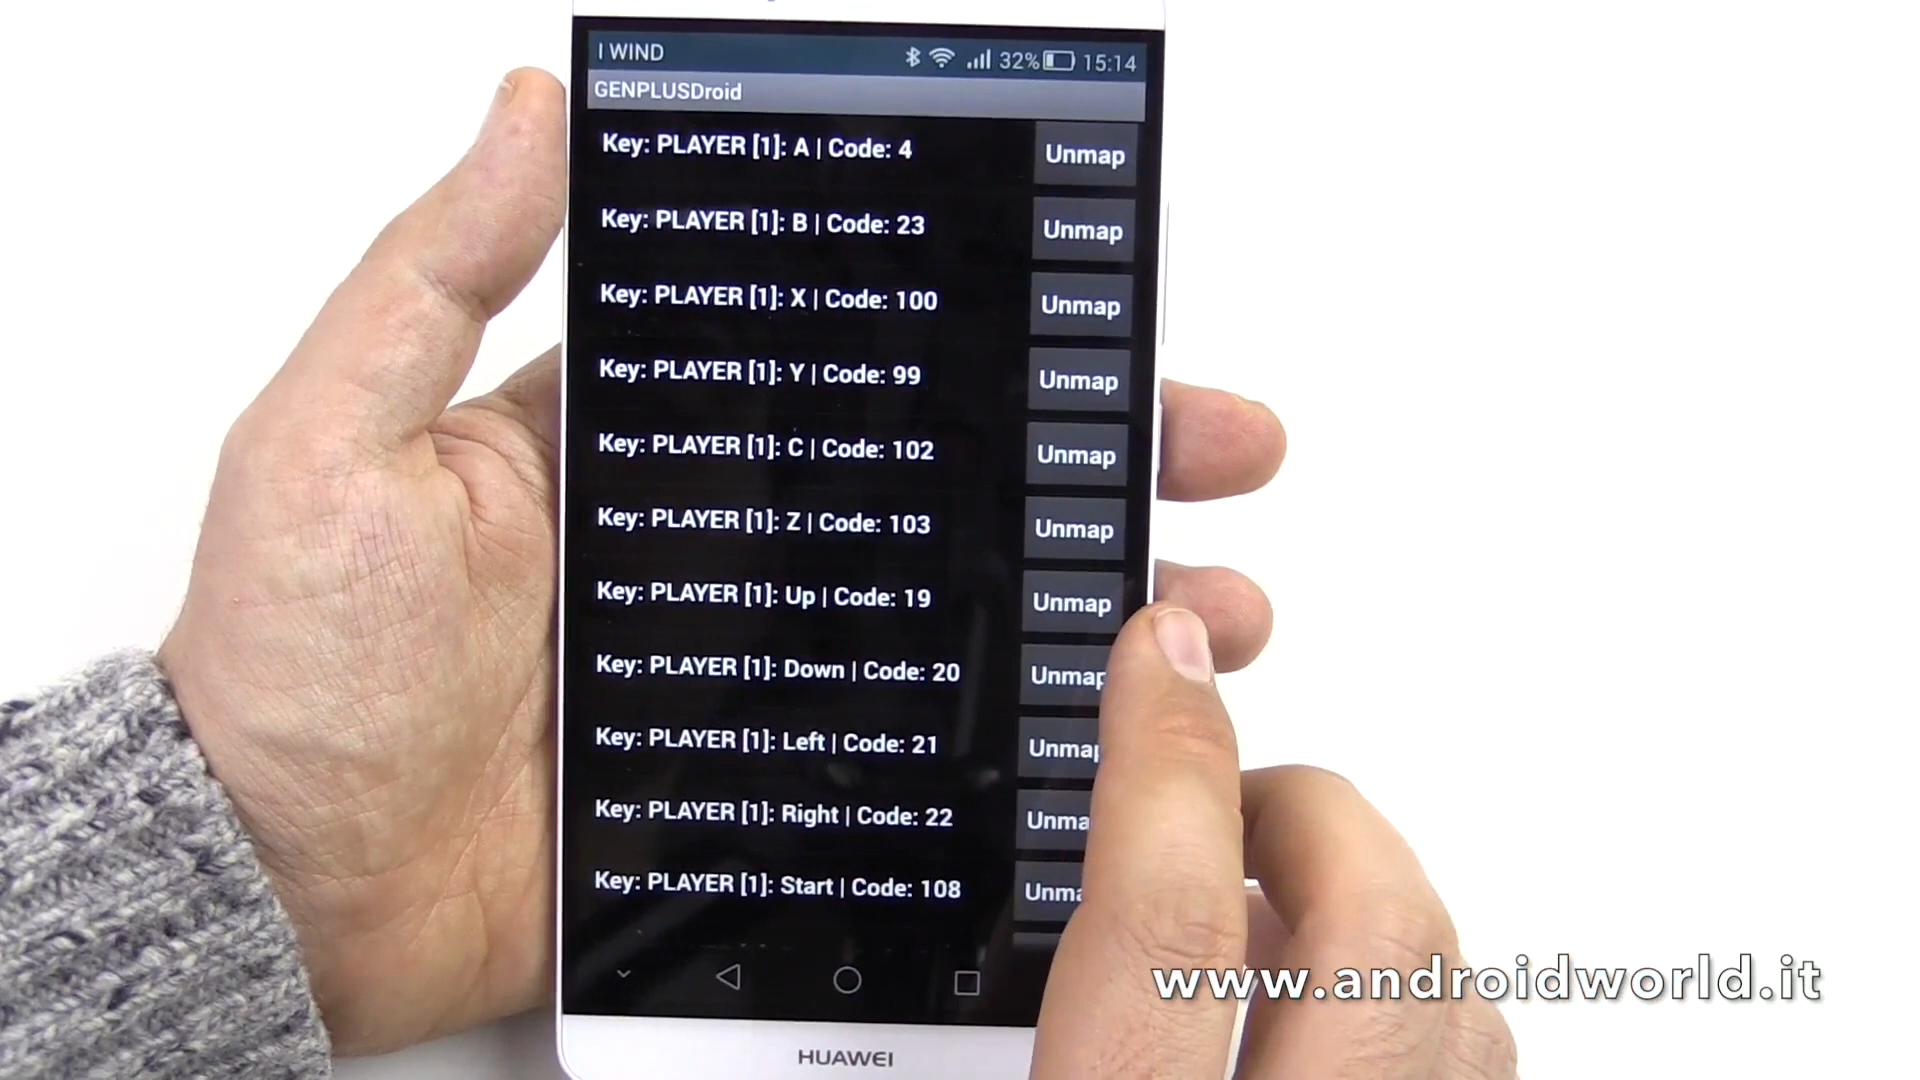 I WIND 32% 15:14
GENPLUSDroid
Key: PLAYER [1]: A | Code: 4 Unmap
Key: PLAYER [1]: B | Code: 23 Unmap
Key: PLAYER [1]: X | Code: 100 Unmap
Key: PLAYER [1]: Y | Code: 99 Unmap
Key: PLAYER [1]: C | Code: 102 Unmap
Key: PLAYER [1]: Z | Code: 103 Unmap
Key: PLAYER [1]: Up | Code: 19 Unmap
Key: PLAYER [1]: Down | Code: 20 Unmap
Key: PLAYER [1]: Left | Code: 21 Unmap
Key: PLAYER [1]: Right | Code: 22 Unma
Key: PLAYER [1]: Start | Code: 108 Unma
HUAWEI
www.androidworld.it